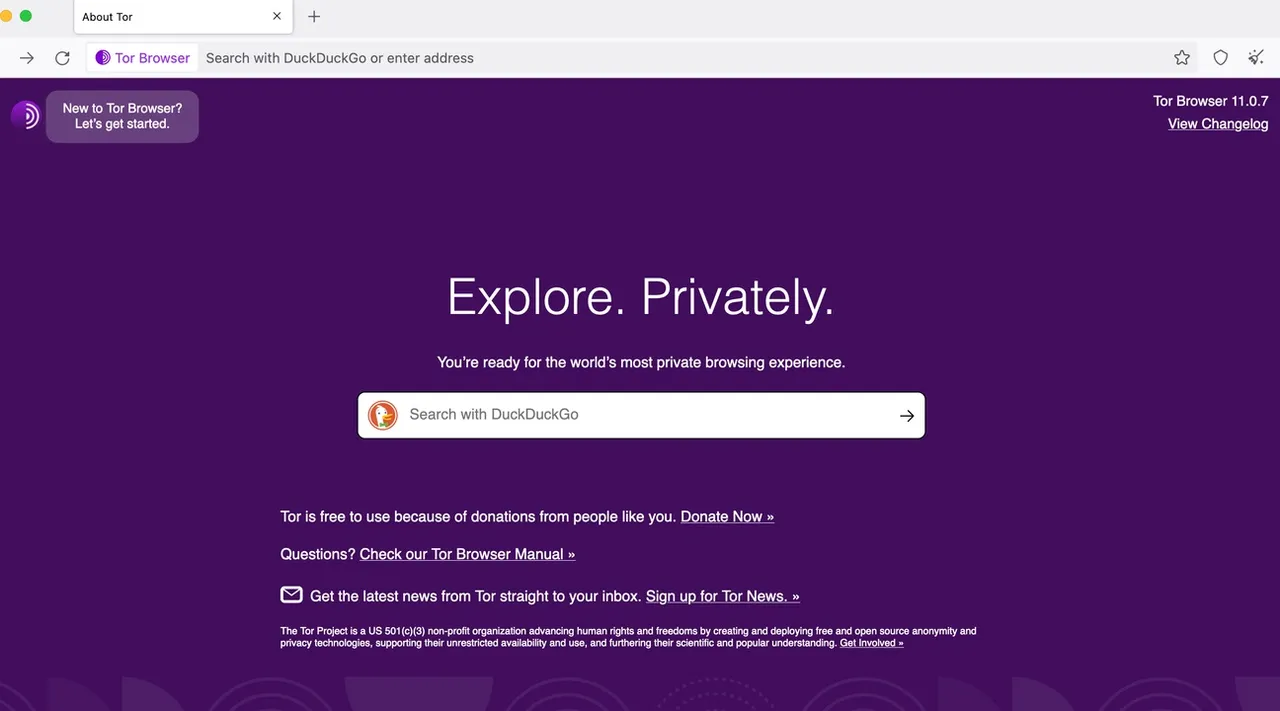 About Tor
Tor Browser
Search with DuckDuckGo or enter address
New to Tor Browser?
Let's get started.
Tor Browser 11.0.7
View Changelog
Explore. Privately.
You're ready for the world's most private browsing experience.
Search with DuckDuckGo
Tor is free to use because of donations from people like you. Donate Now »
Questions? Check our Tor Browser Manual »
Get the latest news from Tor straight to your inbox. Sign up for Tor News. »
The Tor Project is a US 501(c)(3) non-profit organization advancing human rights and freedoms by creating and deploying free and open source anonymity and
privacy technologies, supporting their unrestricted availability and use, and furthering their scientific and popular understanding. Get Involved »